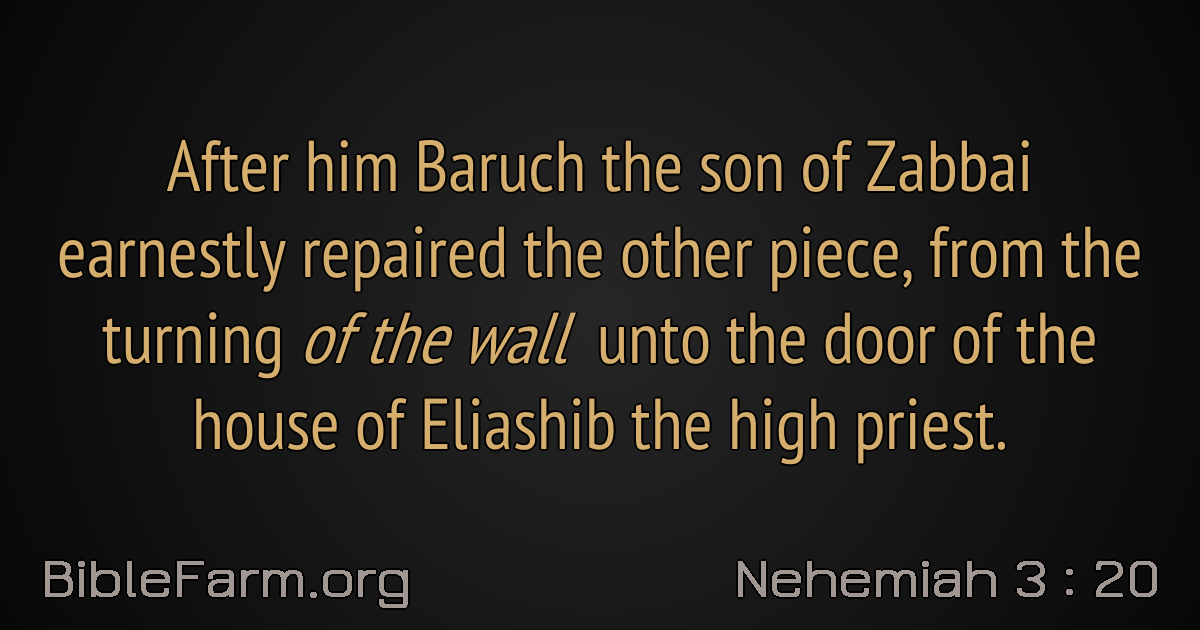 After him Baruch the son of Zabbai
earnestly repaired the other piece, from the
turning of the wall unto the door of the
house of Eliashib the high priest.
BibleFarm.org
Nehemiah 3 : 20